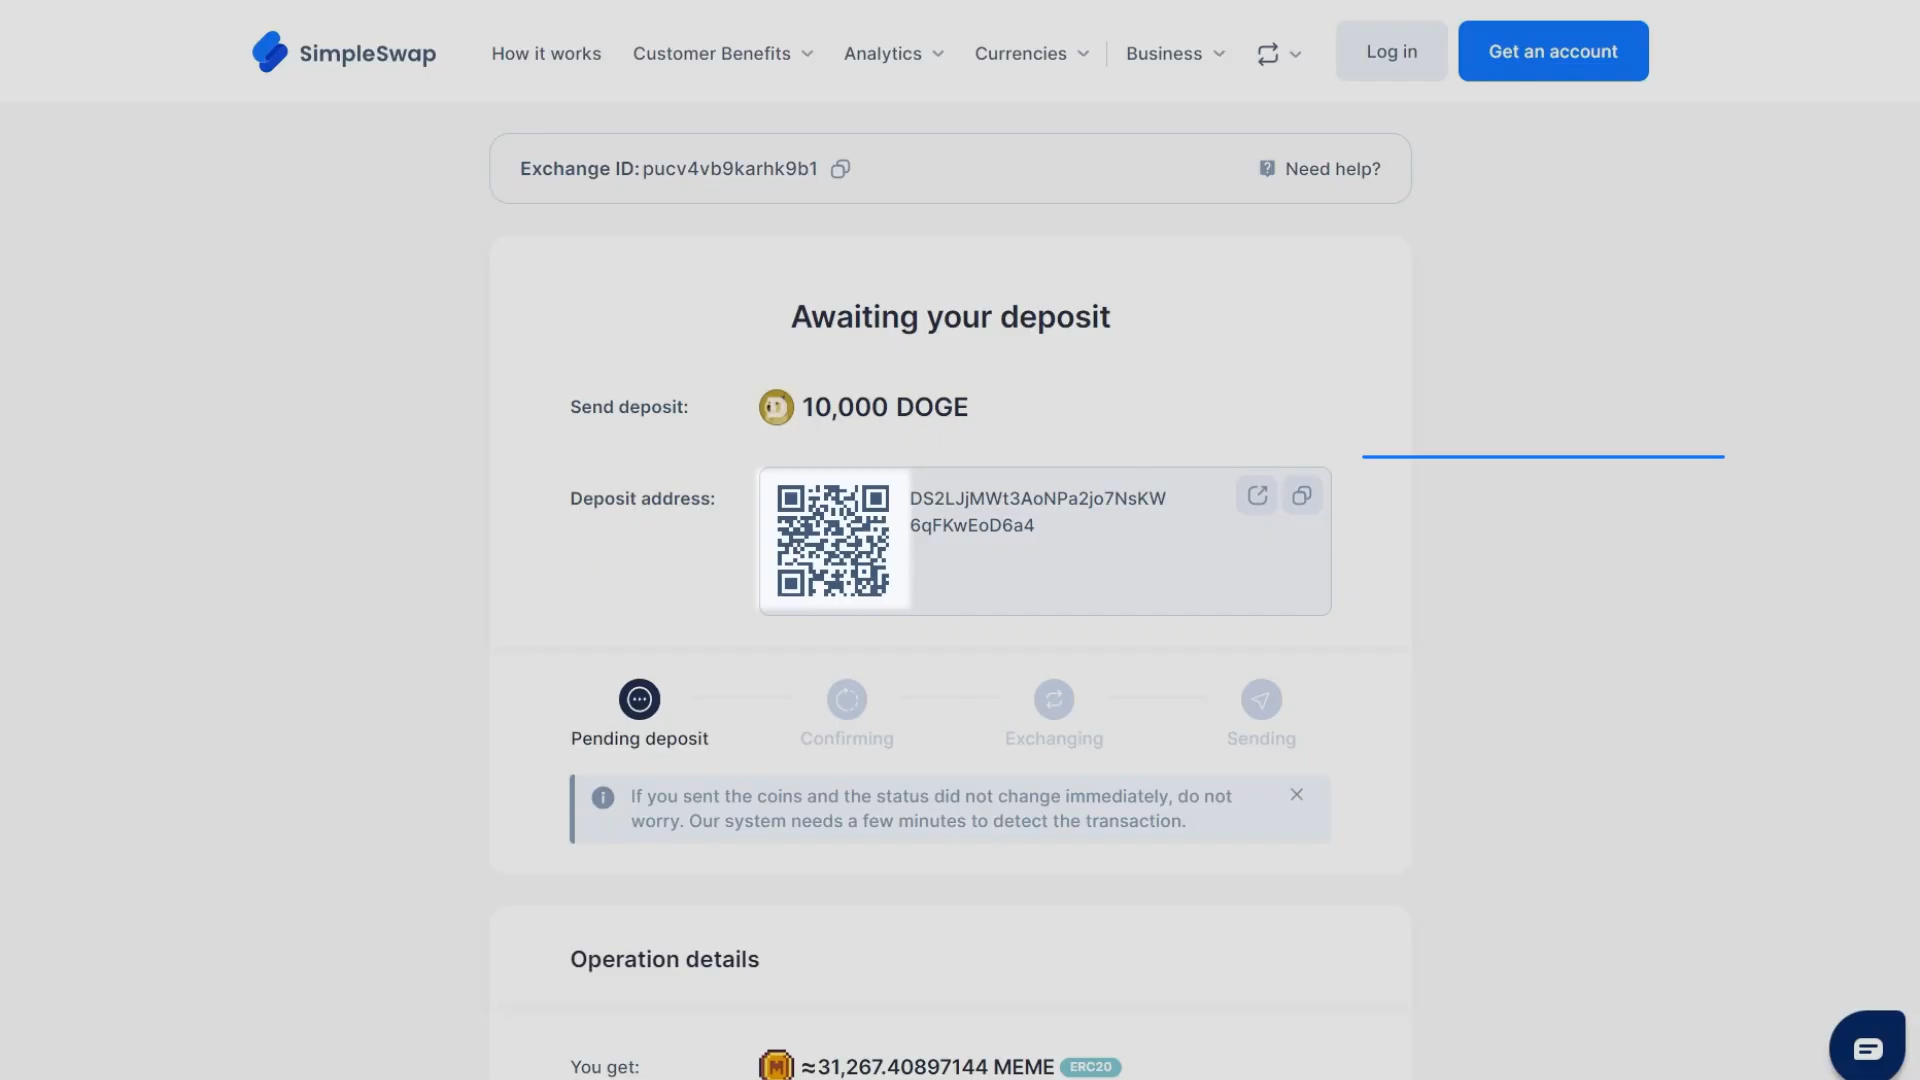 SimpleSwap
How it works
Customer Benefits
Analytics
Currencies
Business
Log in
Get an account
Exchange ID: pucv4vb9karhk9b1
Need help?
Awaiting your deposit
Send deposit:
10,000 DOGE
Deposit address:
DS2LJjMWt3AoNPa2jo7NsKW
6qFKwEoD6a4
Pending deposit
Confirming
Exchanging
Sending
If you sent the coins and the status did not change immediately, do not
worry. Our system needs a few minutes to detect the transaction.
Operation details
You get:
≈31,267.40897144 MEME ERC20